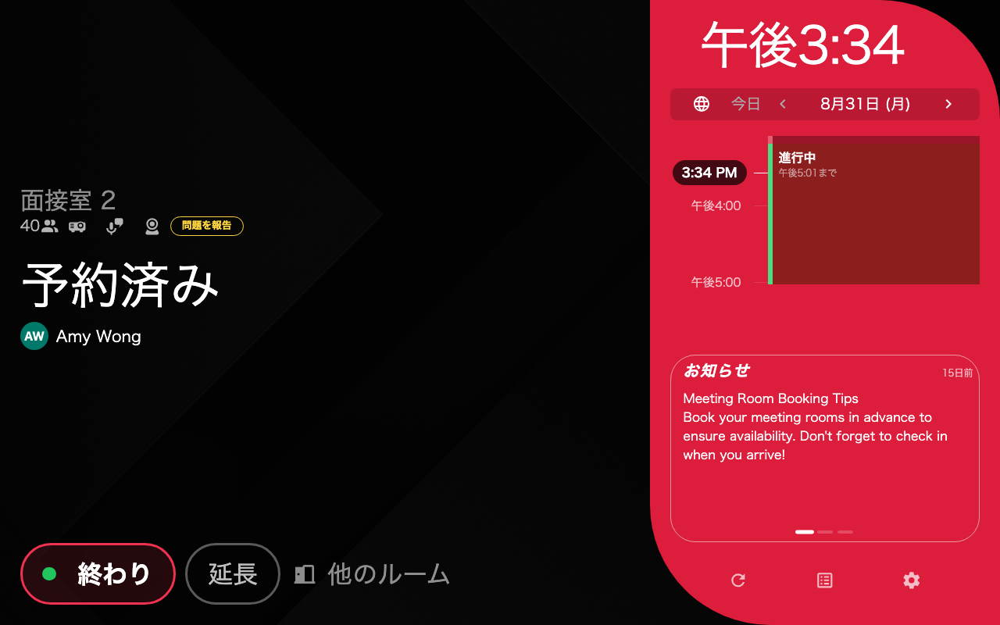 面接室 2
40
問題を報告
予約済み
AW
Amy Wong
終わり
延長
他のルーム
午後3:34
今日
8月31日 (月)
3:34 PM
午後4:00
午後5:00
進行中
午後5:01まで
お知らせ
15日前
Meeting Room Booking Tips
Book your meeting rooms in advance to
ensure availability. Don't forget to check in
when you arrive!